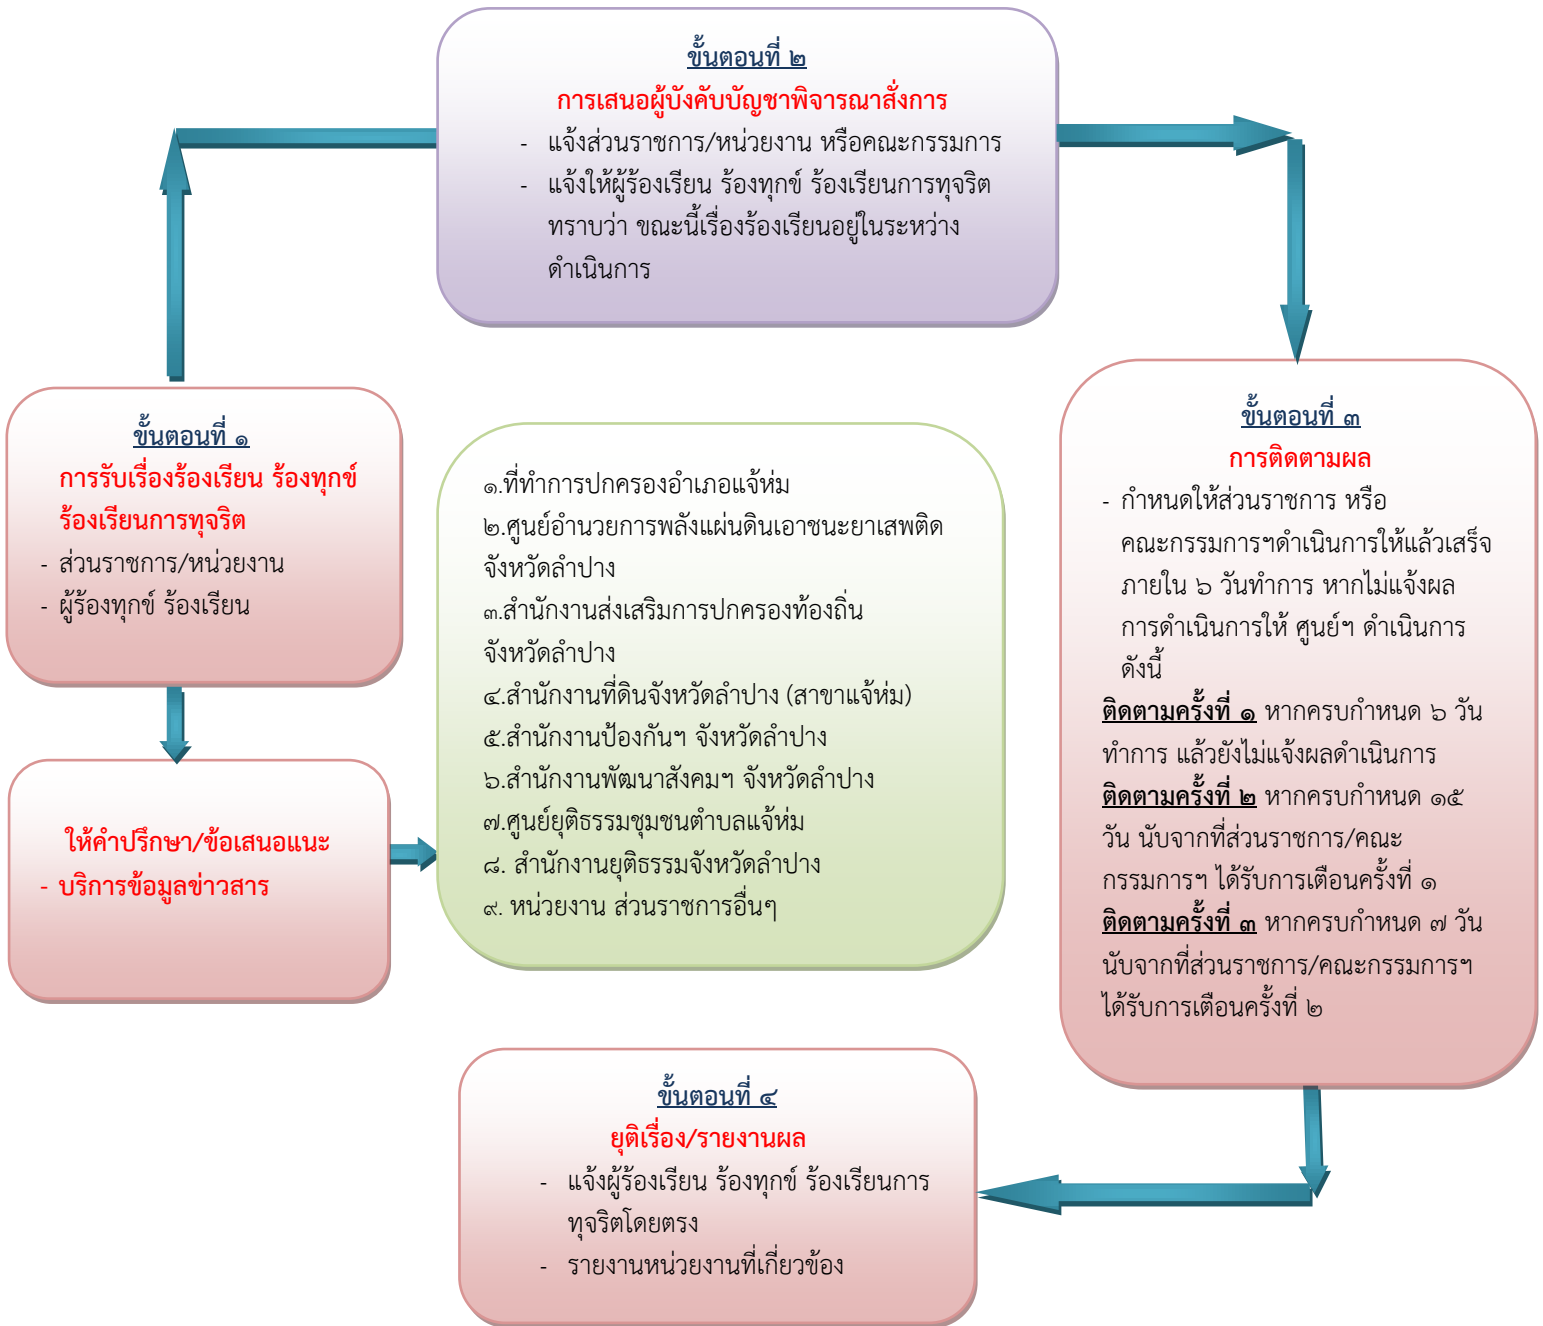 ขั้นตอนที่ ๒
การเสนอผู้บังคับบัญชาพิจารณาสั่งการ
- แจ้งส่วนราชการ/หน่วยงาน หรือคณะกรรมการ
- แจ้งให้ผู้ร้องเรียน ร้องทุกข์ ร้องเรียนการทุจริต
ทราบว่า ขณะนี้เรื่องร้องเรียนอยู่ในระหว่าง
ดำเนินการ
ขั้นตอนที่ ๑
การรับเรื่องร้องเรียน ร้องทุกข์
ร้องเรียนการทุจริต
- ส่วนราชการ/หน่วยงาน
- ผู้ร้องทุกข์ ร้องเรียน
ให้คำปรึกษา/ข้อเสนอแนะ
- บริการข้อมูลข่าวสาร
๑.ที่ทำการปกครองอำเภอแจ้ห่ม
๒.ศูนย์อำนวยการพลังแผ่นดินเอาชนะยาเสพติด
จังหวัดลำปาง
๓.สำนักงานส่งเสริมการปกครองท้องถิ่น
จังหวัดลำปาง
๔.สำนักงานที่ดินจังหวัดลำปาง (สาขาแจ้ห่ม)
๕.สำนักงานป้องกันฯ จังหวัดลำปาง
๖.สำนักงานพัฒนาสังคมฯ จังหวัดลำปาง
๗.ศูนย์ยุติธรรมชุมชนตำบลแจ้ห่ม
๘. สำนักงานยุติธรรมจังหวัดลำปาง
๙. หน่วยงาน ส่วนราชการอื่นๆ
ขั้นตอนที่ ๓
การติดตามผล
- กำหนดให้ส่วนราชการ หรือ
คณะกรรมการฯดำเนินการให้แล้วเสร็จ
ภายใน ๖ วันทำการ หากไม่แจ้งผล
การดำเนินการให้ ศูนย์ฯ ดำเนินการ
ดังนี้
ติดตามครั้งที่ ๑ หากครบกำหนด ๖ วัน
ทำการ แล้วยังไม่แจ้งผลดำเนินการ
ติดตามครั้งที่ ๒ หากครบกำหนด ๑๕
วัน นับจากที่ส่วนราชการ/คณะ
กรรมการฯ ได้รับการเตือนครั้งที่ ๑
ติดตามครั้งที่ ๓ หากครบกำหนด ๗ วัน
นับจากที่ส่วนราชการ/คณะกรรมการฯ
ได้รับการเตือนครั้งที่ ๒
ขั้นตอนที่ ๔
ยุติเรื่อง/รายงานผล
- แจ้งผู้ร้องเรียน ร้องทุกข์ ร้องเรียนการ
ทุจริตโดยตรง
- รายงานหน่วยงานที่เกี่ยวข้อง